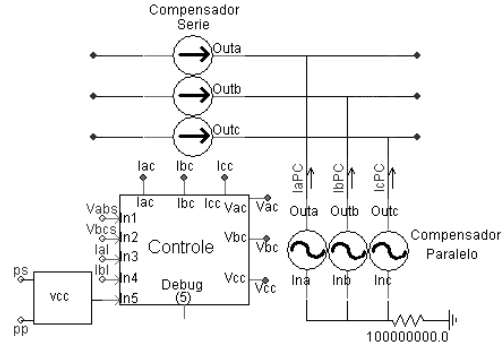 Compensador
Serie
Outa
Outb
Outc
Iac Ibc Icc
Iac Ibc Icc
IaPC IbPC IcPC
Vabs In1 Vac Vac
Vbcs In2 Controle Vbc Vbc
Ial In3
Ibl In4 Vcc Vcc
In5 Debug
(5)
ps
vcc
pp
Outa Outb Outc
Compensador
Paralelo
Ina Inb Inc
100000000.0